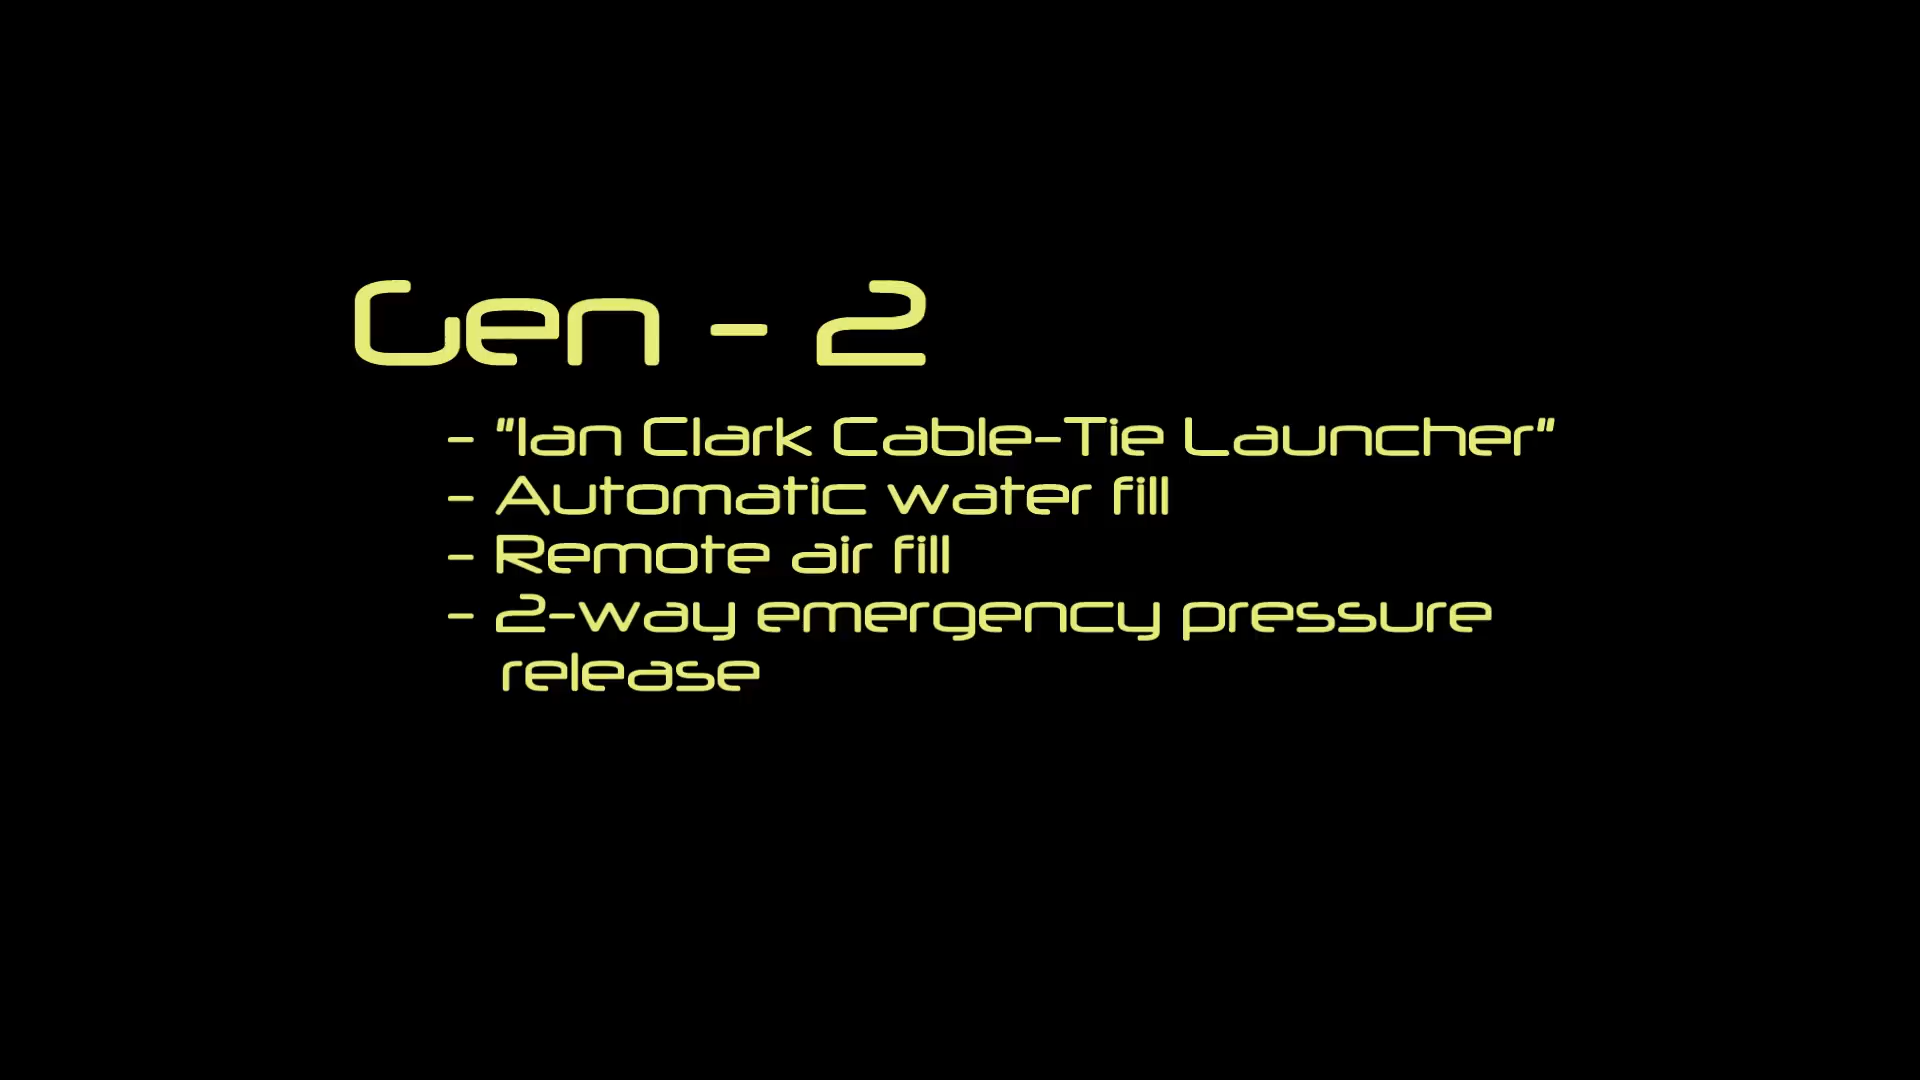 Gen - 2
- "Ian Clark Cable-Tie Launcher"
- Automatic water fill
- Remote air fill
- 2-way emergency pressure
release